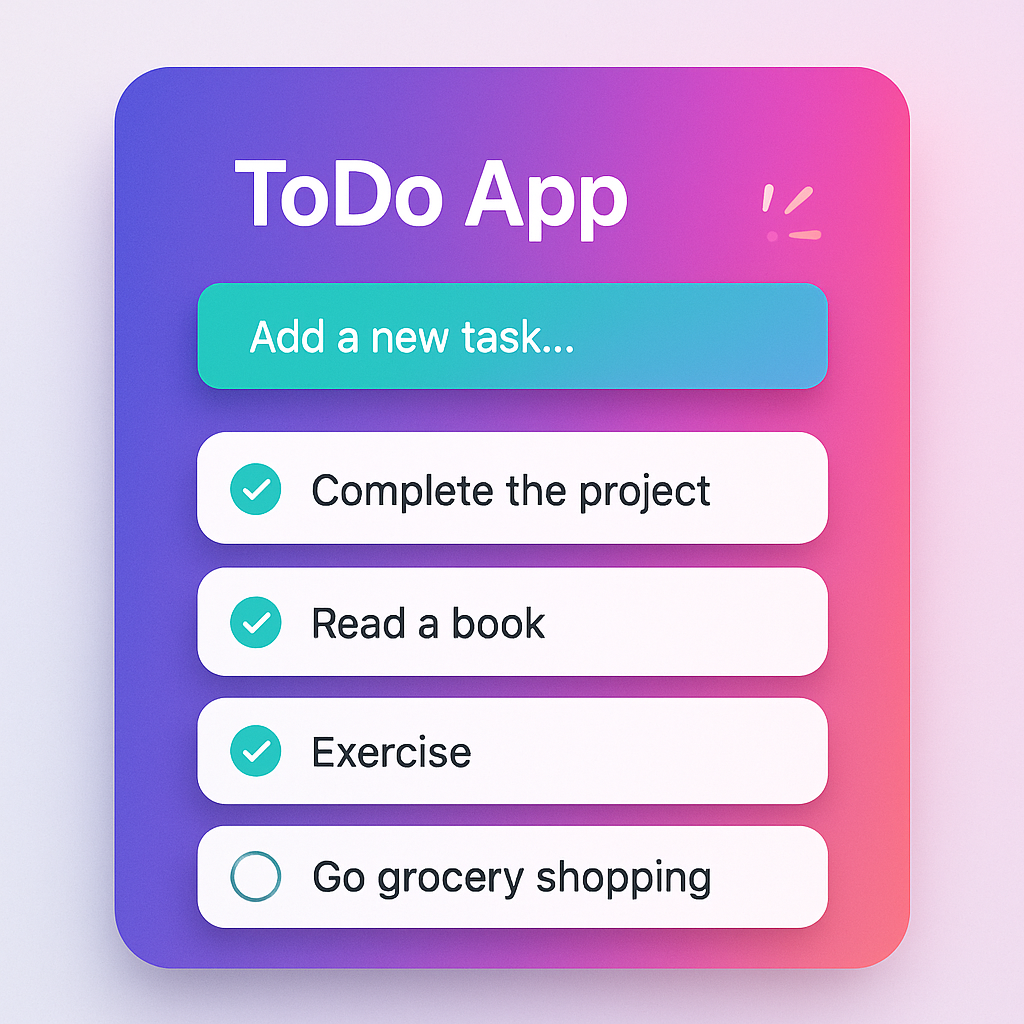 ToDo App
Add a new task...
Complete the project
Read a book
Exercise
Go grocery shopping